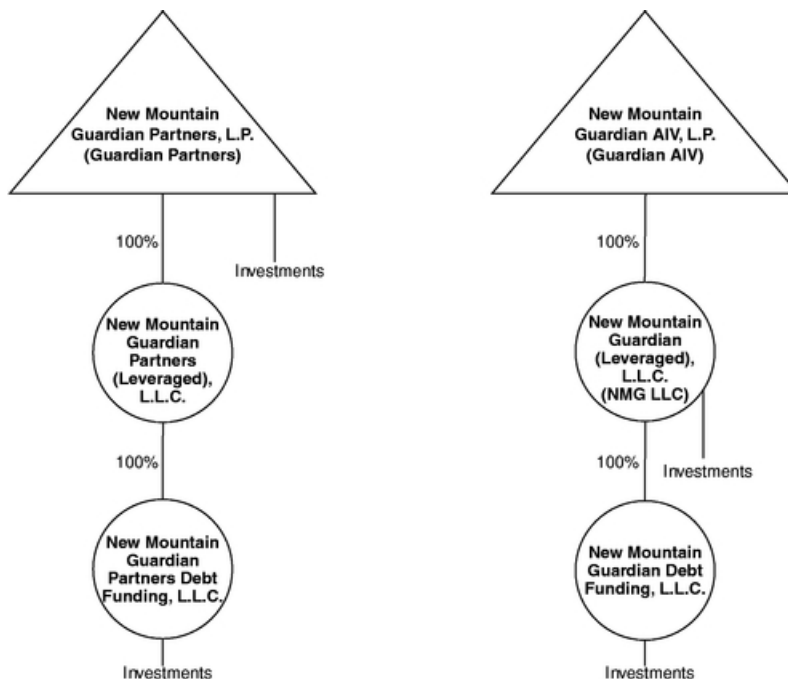 New Mountain
Guardian Partners, L.P.
(Guardian Partners)
100%
Investments
New Mountain
Guardian
Partners
(Leveraged),
L.L.C.
100%
New Mountain
Guardian
Partners Debt
Funding, L.L.C.
Investments
New Mountain
Guardian AIV, L.P.
(Guardian AIV)
100%
New Mountain
Guardian
(Leveraged),
L.L.C.
(NMG LLC)
100%
Investments
New Mountain
Guardian Debt
Funding, L.L.C.
Investments